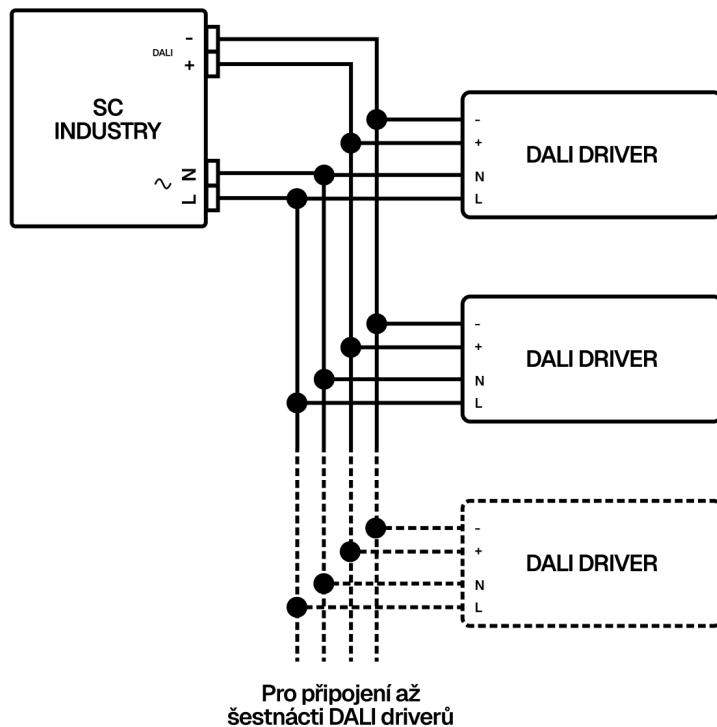 SC
INDUSTRY
DALI
-
+
N
L
DALI DRIVER
-
+
N
L
DALI DRIVER
-
+
N
L
DALI DRIVER
-
+
N
L
Pro připojení až
šestnácti DALI driverů